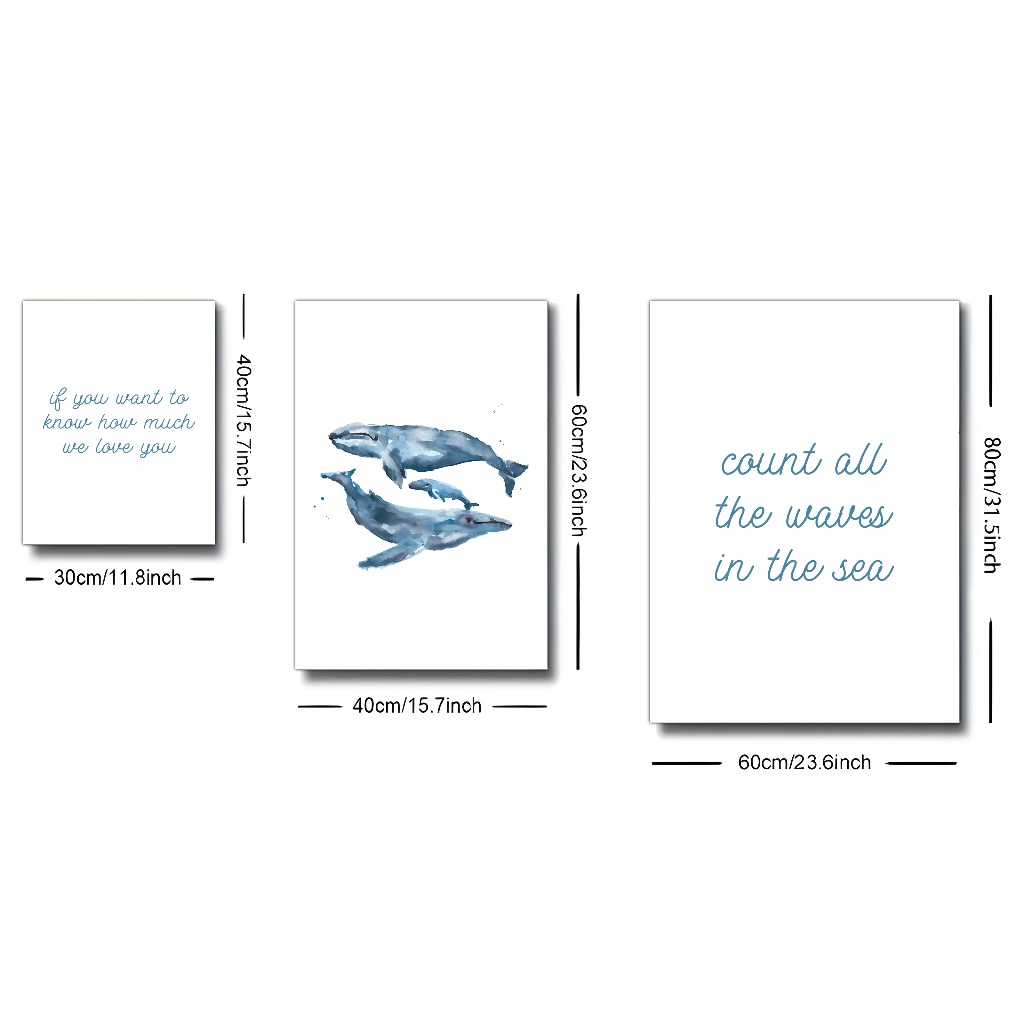 if you want to
know how much
we love you
40cm/15.7inch
30cm/11.8inch
60cm/23.6inch
40cm/15.7inch
count all
the waves
in the sea
80cm/31.5inch
60cm/23.6inch